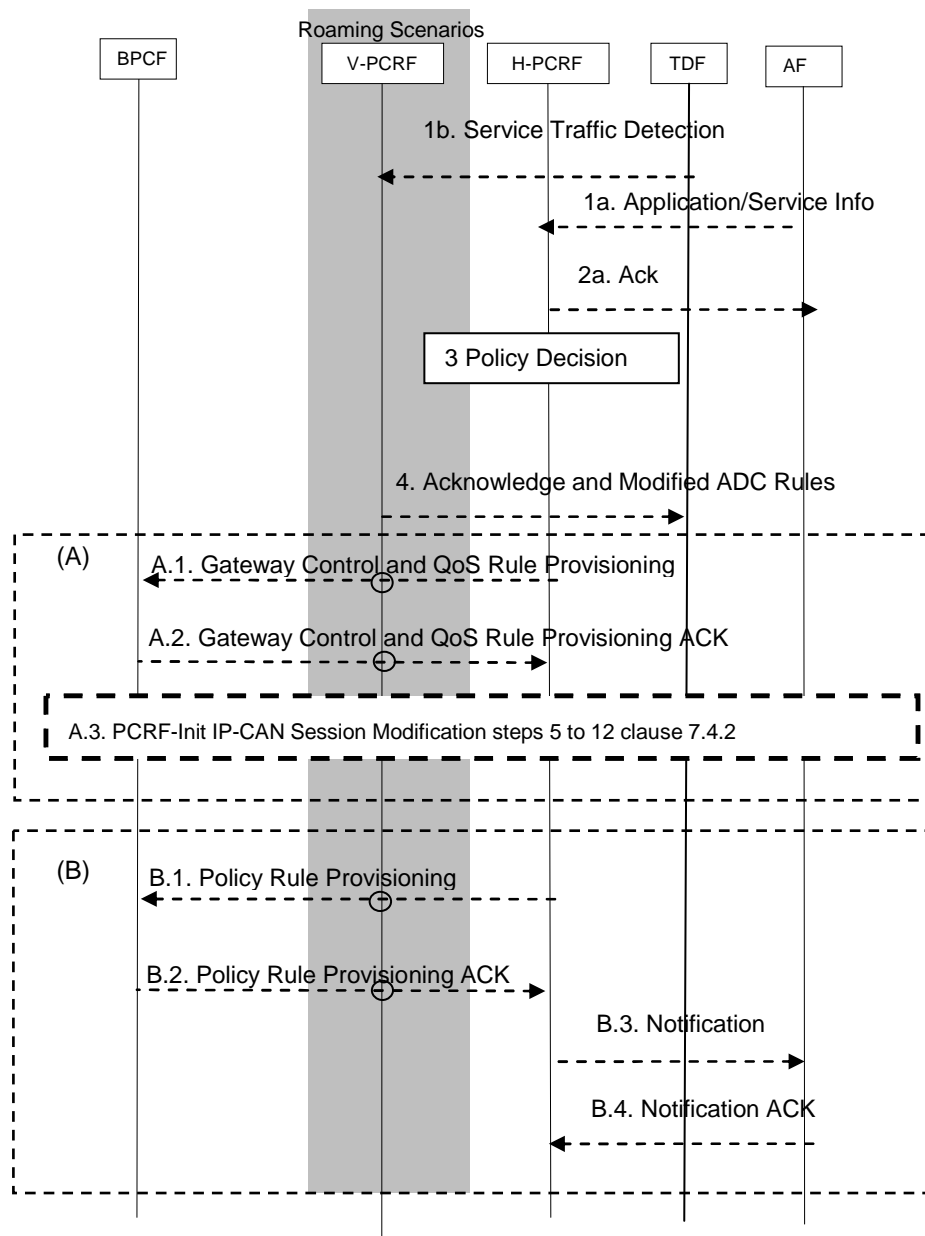 Roaming Scenarios
BPCF
V-PCRF
H-PCRF
TDF
AF
1b. Service Traffic Detection
1a. Application/Service Info
2a. Ack
3 Policy Decision
4. Acknowledge and Modified ADC Rules
(A)
A.1. Gateway Control and QoS Rule Provisioning
A.2. Gateway Control and QoS Rule Provisioning ACK
A.3. PCRF-Init IP-CAN Session Modification steps 5 to 12 clause 7.4.2
(B)
B.1. Policy Rule Provisioning
B.2. Policy Rule Provisioning ACK
B.3. Notification
B.4. Notification ACK